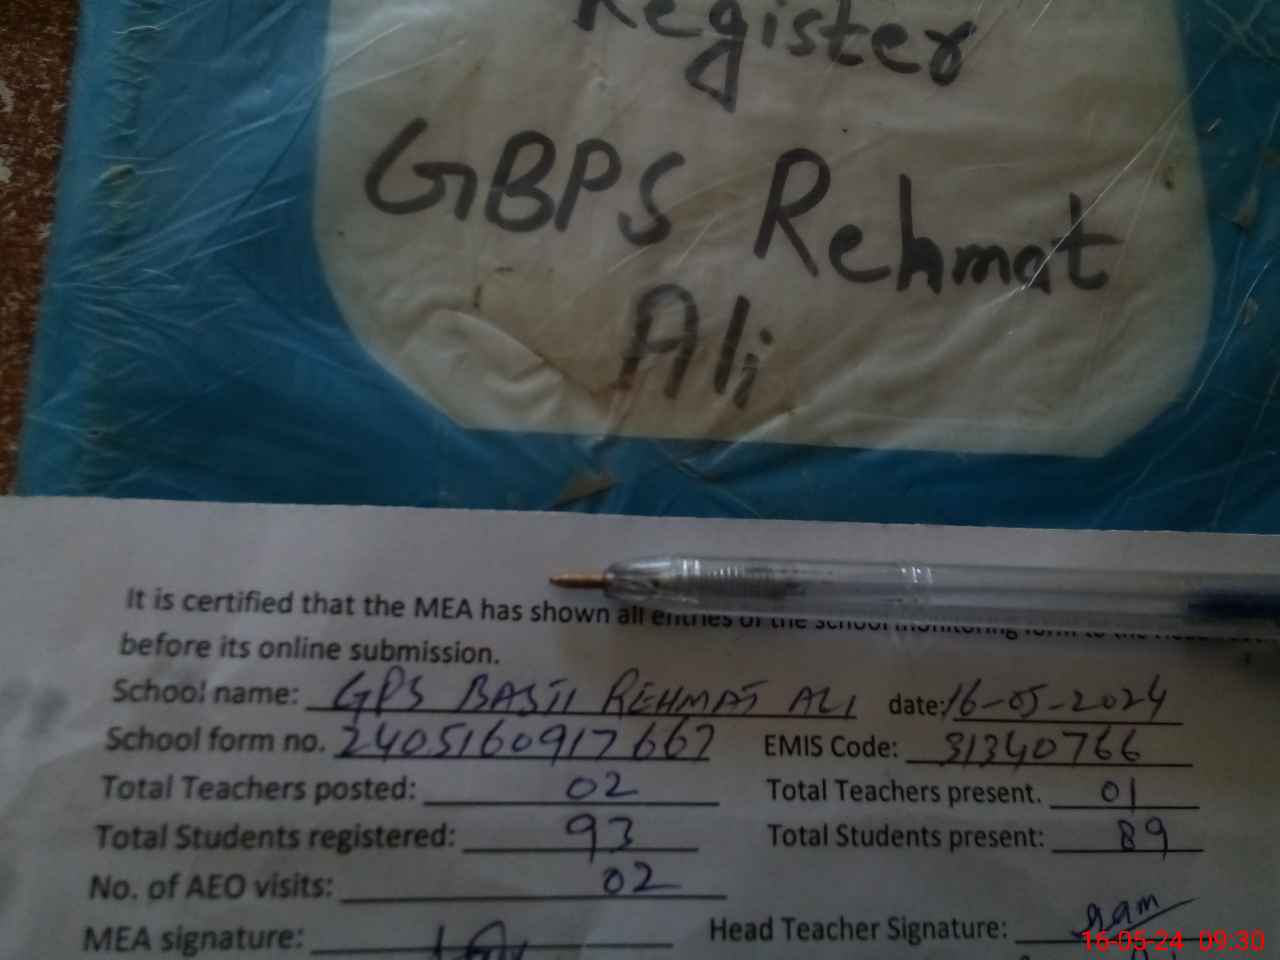 Register
GBPS Rehmat
Ali
It is certified that the MEA has shown all entries of the school monitoring form to the
before its online submission.
School name: GPS BASTI REHMAT ALI date: 16-05-2024
School form no. 240516091766? EMIS Code: 31340766
Total Teachers posted: 02 Total Teachers present. 01
Total Students registered: 93 Total Students present: 89
No. of AEO visits: 02
MEA signature: Head Teacher Signature:
16-05-24 09:30